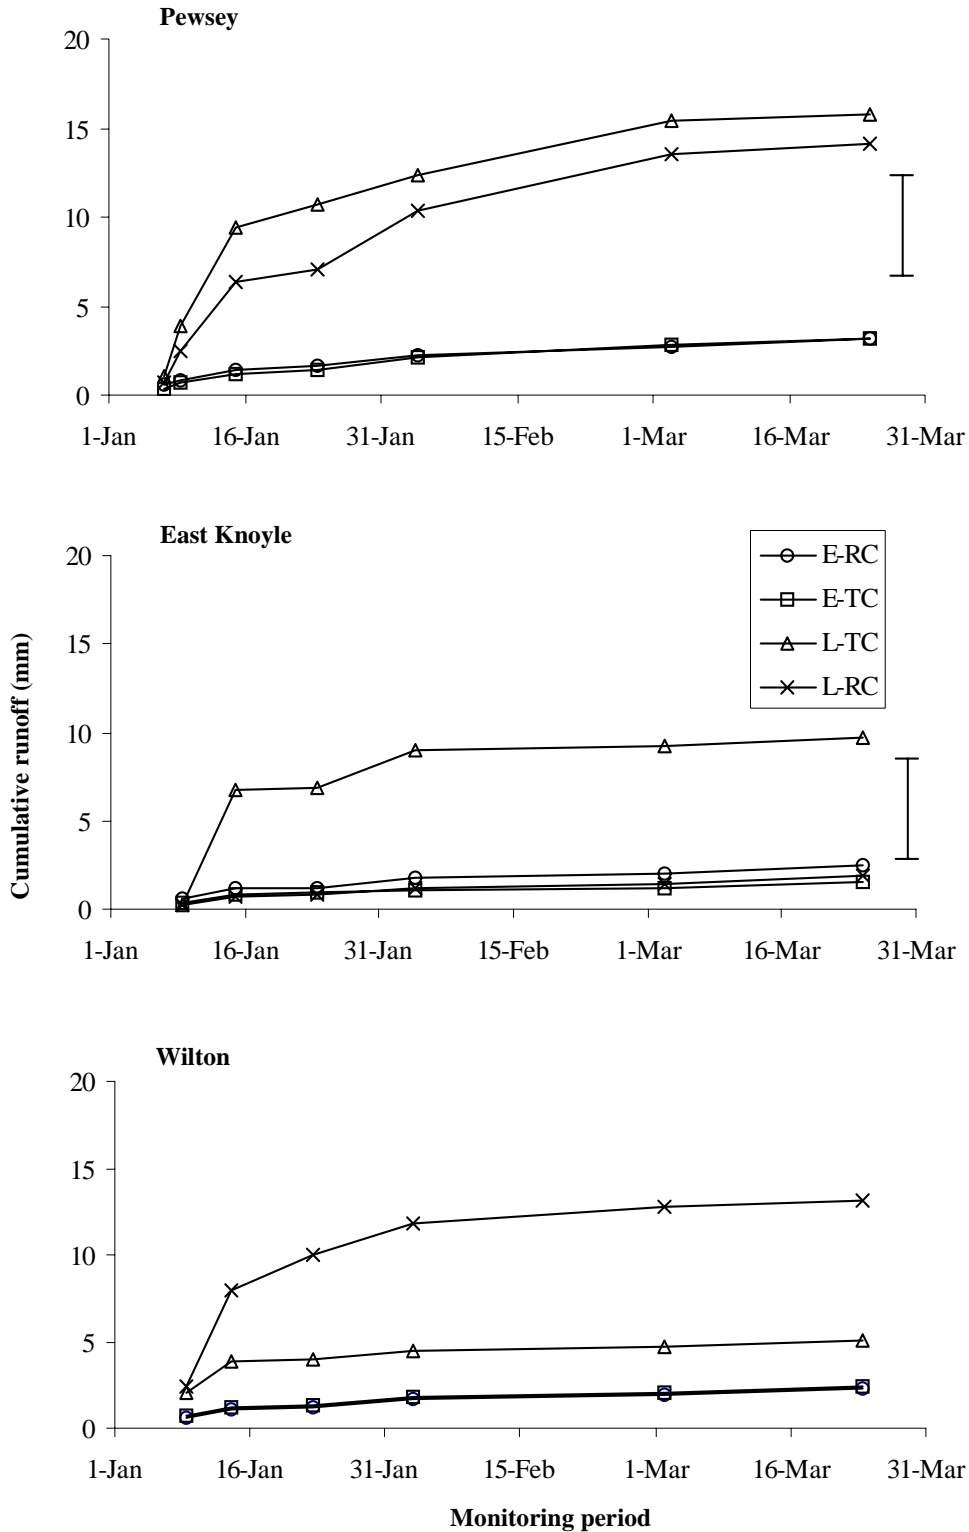 Pewsey
20
15
10
5
0
1-Jan 16-Jan 31-Jan 15-Feb 1-Mar 16-Mar 31-Mar
East Knoyle
E-RC
E-TC
L-TC
L-RC
20
15
10
5
0
1-Jan 16-Jan 31-Jan 15-Feb 1-Mar 16-Mar 31-Mar
Cumulative runoff (mm)
Wilton
20
15
10
5
0
1-Jan 16-Jan 31-Jan 15-Feb 1-Mar 16-Mar 31-Mar
Monitoring period